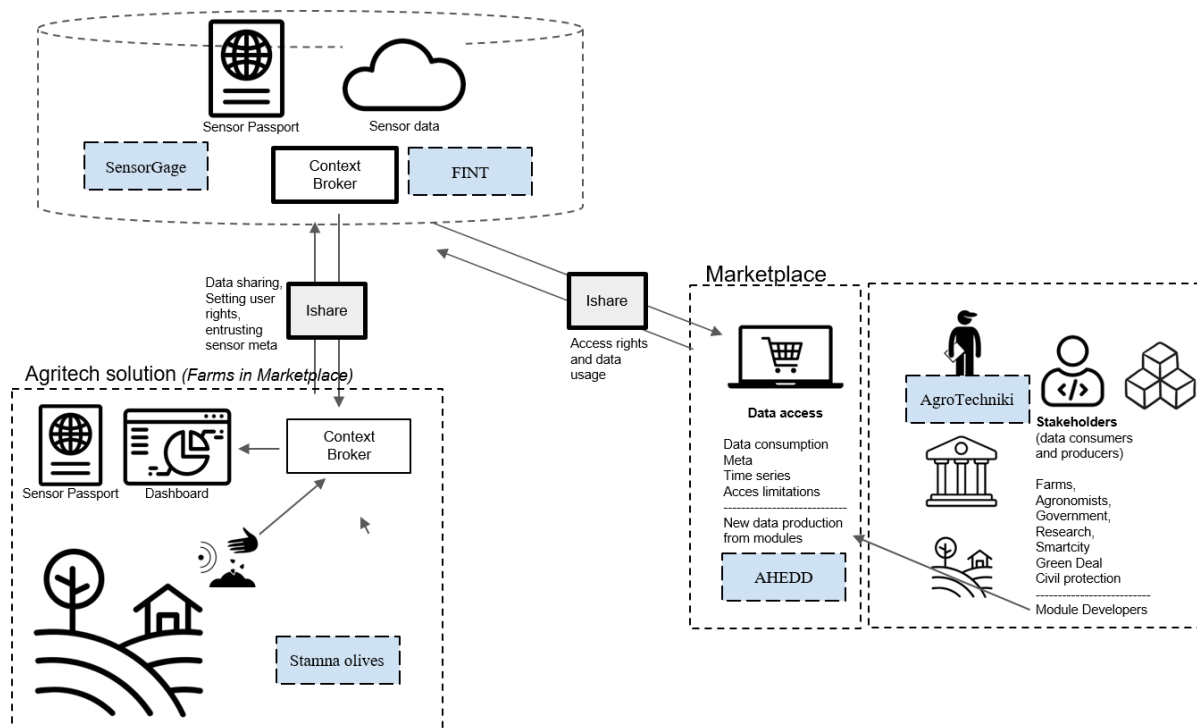 Sensor Passport
Sensor data
SensorGage
Context
Broker
FINT
Data sharing,
Setting user
rights,
entrusting
sensor meta
Ishare
Ishare
Access rights
and data
usage
Marketplace
Data access
Data consumption
Meta
Time series
Acces limitations
-----------------------------
New data production
from modules
AHEDD
AgroTechniki
Stakeholders
(data consumers
and producers)
Farms,
Agronomists,
Government,
Research,
Smartcity
Green Deal
Civil protection
---------------------------
Module Developers
Agritech solution (Farms in Marketplace)
Sensor Passport
Dashboard
Context
Broker
Stamna olives